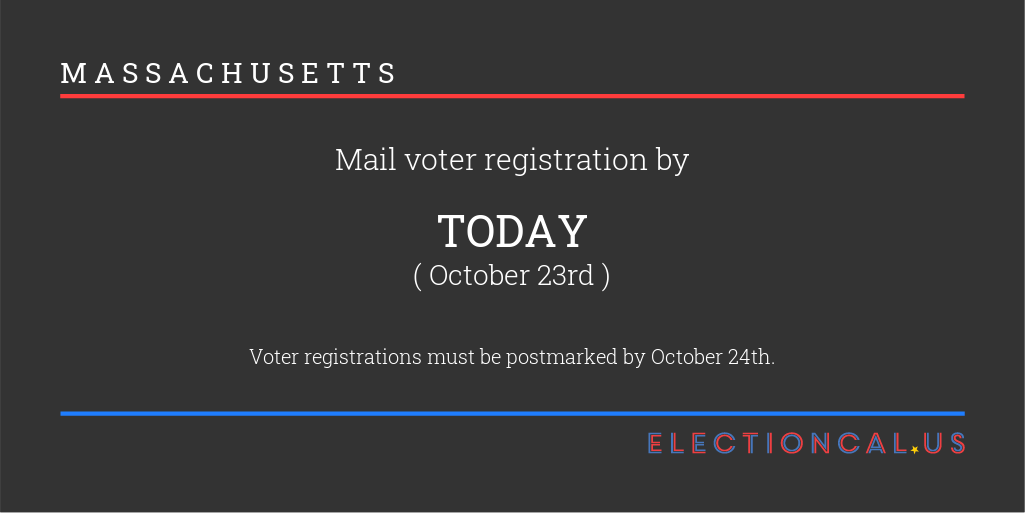 MASSACHUSETTS
Mail voter registration by
TODAY
( October 23rd )
Voter registrations must be postmarked by October 24th.
ELECTIONCAL.US